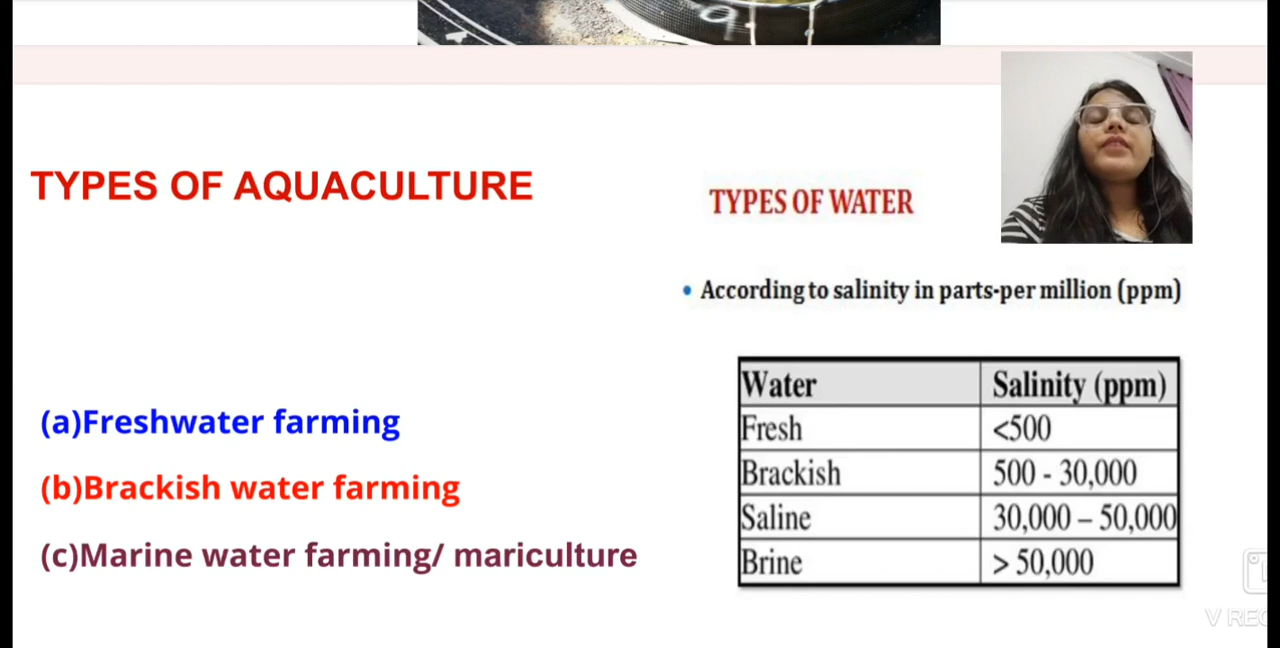 TYPES OF AQUACULTURE
TYPES OF WATER
• According to salinity in parts-per million (ppm)
(a)Freshwater farming
(b)Brackish water farming
(c)Marine water farming/ mariculture
Water Salinity (ppm)
Fresh <500
Brackish 500 - 30,000
Saline 30,000 – 50,000
Brine > 50,000